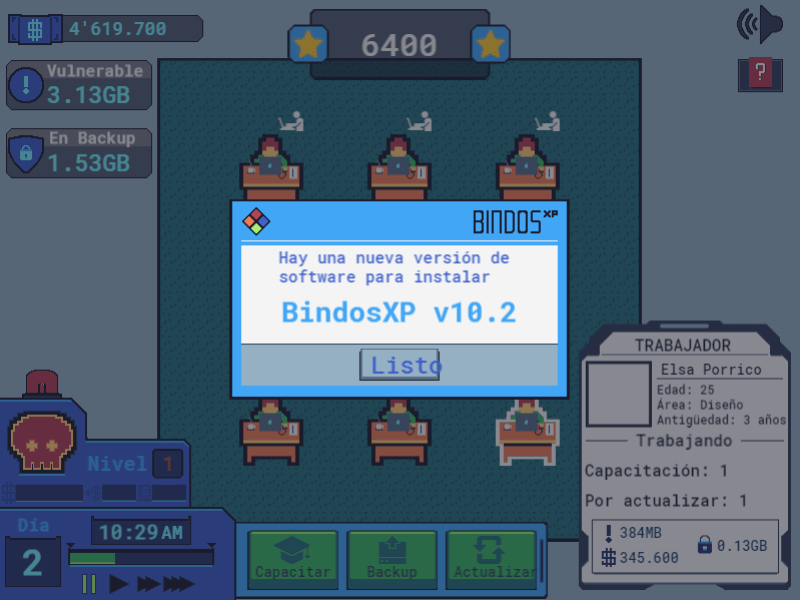 4'619.700
6400
?
Vulnerable
3.13GB
En Backup
1.53GB
BINDOS XP
Hay una nueva versión de
software para instalar
BindosXP v10.2
Listo
TRABAJADOR
Elsa Porrico
Edad: 25
Área: Diseño
Antigüedad: 3 años
Trabajando
Capacitación: 1
Por actualizar: 1
384MB
345.600
0.13GB
Nivel 1
Día
2
10:29AM
Capacitar
Backup
Actualizar